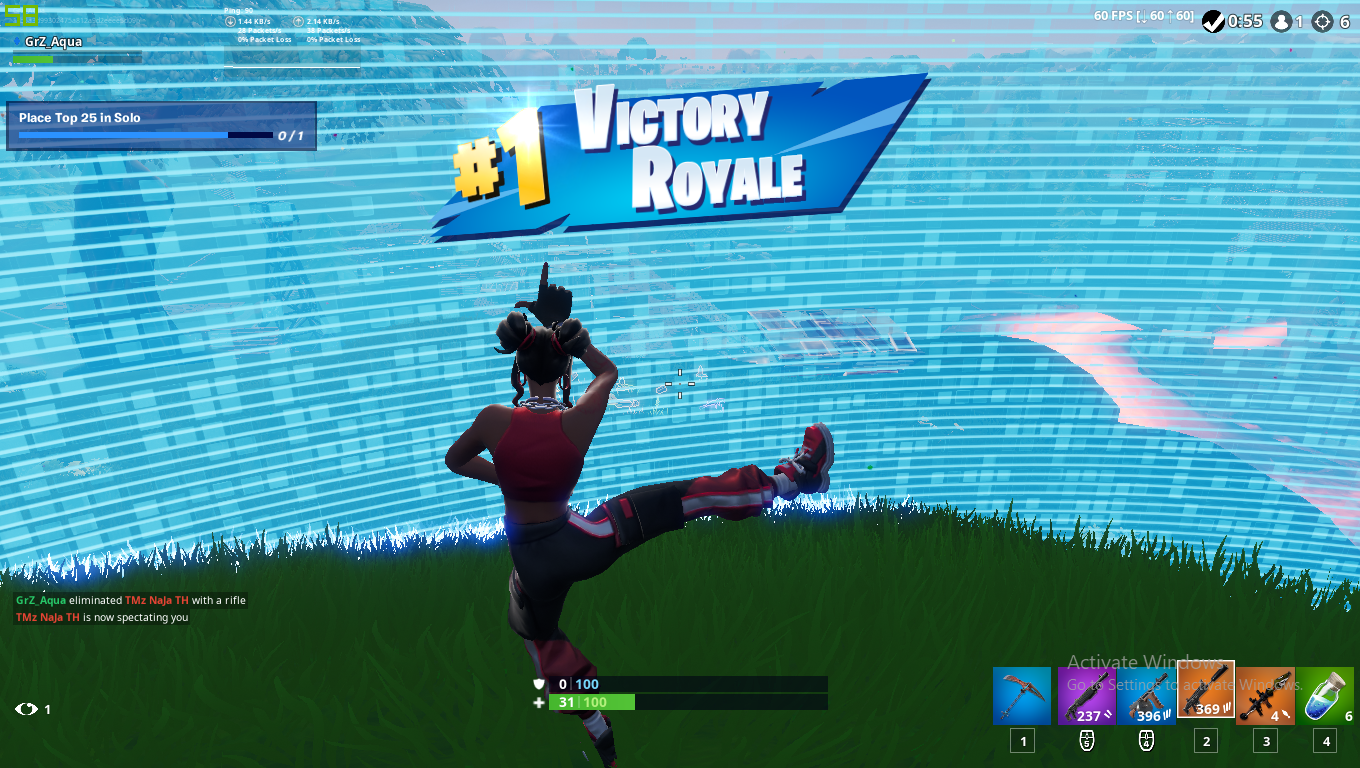 58
GrZ_Aqua
Ping: 90
1.44 KB/s 2.14 KB/s
0% Packet Loss 0% Packet Loss
60 FPS [↓ 60 ↑ 60] 0:55 1 6
Place Top 25 in Solo
0 / 1
#1 VICTORY
ROYALE
GrZ_Aqua eliminated TMz NaJa TH with a rifle
TMz NaJa TH is now spectating you
1
0 | 100
31 | 100
Activate Windows
Go to Settings to activate Windows.
237 396 369 4 6
1 5 4 2 3 4